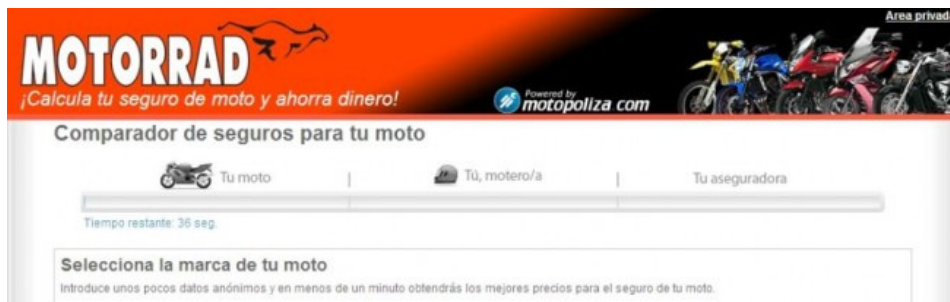 Area privad
MOTORRAD
¡Calcula tu seguro de moto y ahorra dinero!
Powered by
motopoliza com
Comparador de seguros para tu moto
Tu moto | Tú, motero/a | Tu aseguradora
Tiempo restante: 36 seg.
Selecciona la marca de tu moto
Introduce unos pocos datos anónimos y en menos de un minuto obtendrás los mejores precios para el seguro de tu moto.